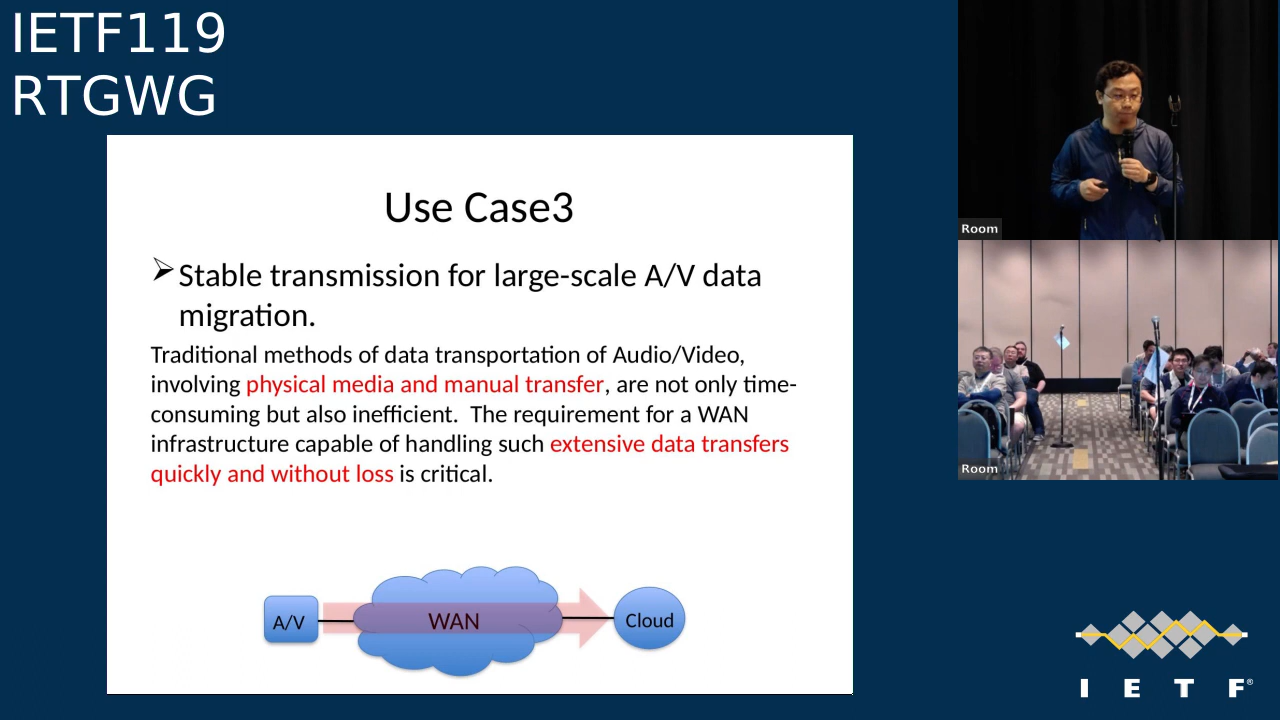 IETF119
RTGWG
Use Case3
Stable transmission for large-scale A/V data
migration.
Traditional methods of data transportation of Audio/Video,
involving physical media and manual transfer, are not only time-
consuming but also inefficient.  The requirement for a WAN
infrastructure capable of handling such extensive data transfers
quickly and without loss is critical.
A/V
WAN
Cloud
Room
Room
I E T F®